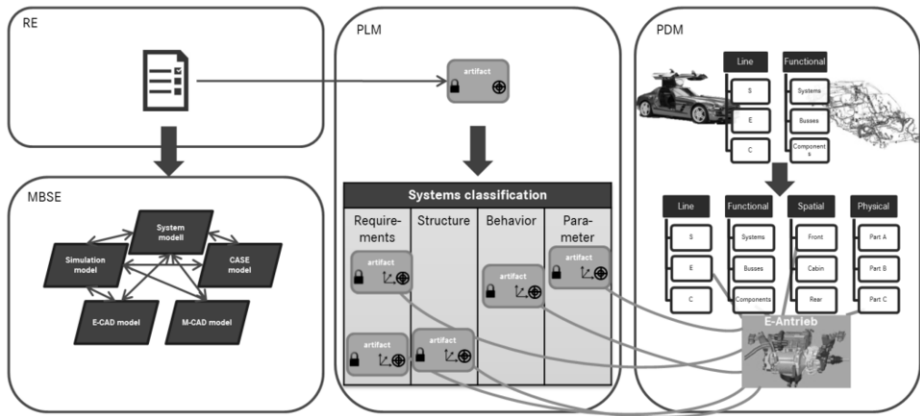 RE
MBSE
System
modell
Simulation
model
CASE
model
E-CAD model
M-CAD model
PLM
artifact
Systems classification
Require-
ments
Structure
Behavior
Para-
meter
artifact
artifact
artifact
artifact
artifact
PDM
Line
Functional
S
Systems
E
Busses
C
Component
s
Line
Functional
Spatial
Physical
S
Systems
Front
Part A
E
Busses
Cabin
Part B
C
Components
Rear
Part C
E-Antrieb